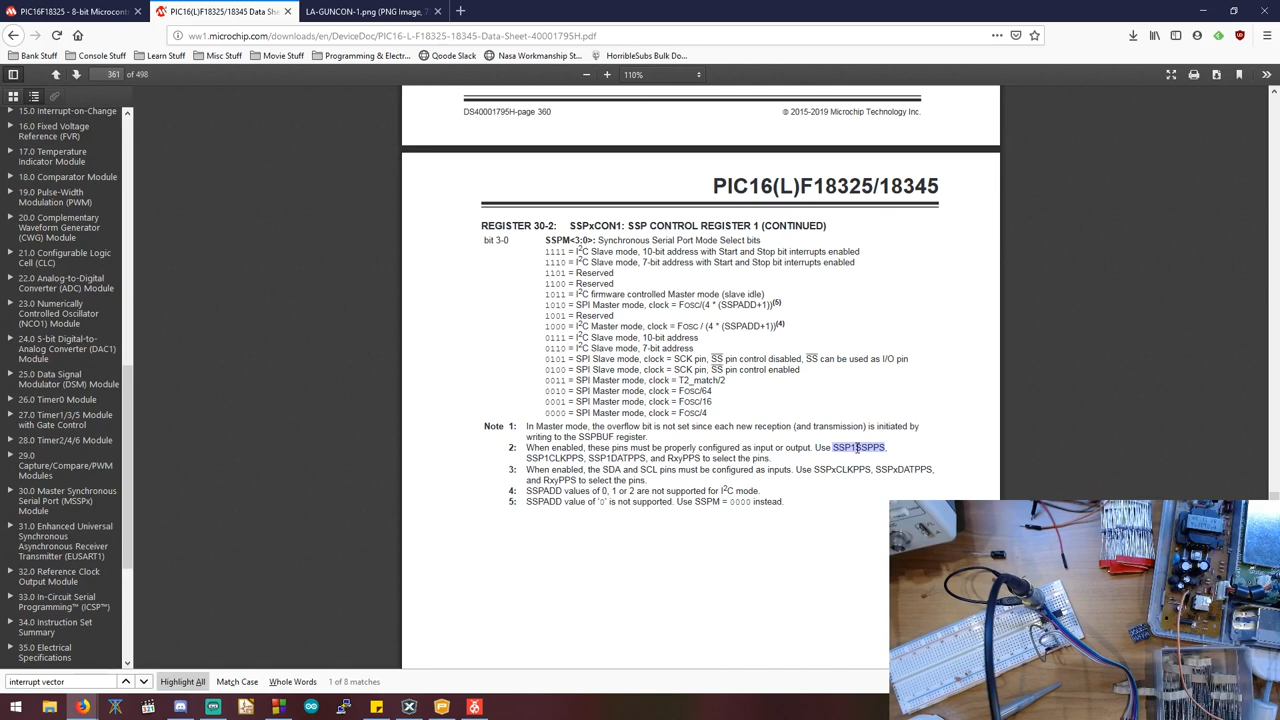 PIC16F18325 - 8-bit Microcont
PIC16(L)F18325/18345 Data She
LA-GUNCON-1.png (PNG Image, 7
ww1.microchip.com/downloads/en/DeviceDoc/PIC16-L-F18325-18345-Data-Sheet-40001795H.pdf
Bank Stuff
Console Stuff
Learn Stuff
Misc Stuff
Movie Stuff
Programming & Electr...
Qoode Slack
Nasa Workmanship St...
HorribleSubs Bulk Do...
361 of 498
110%
15.0 Interrupt-on-Change
16.0 Fixed Voltage
Reference (FVR)
17.0 Temperature
Indicator Module
18.0 Comparator Module
19.0 Pulse-Width
Modulation (PWM)
20.0 Complementary
Waveform Generator
(CWG) Module
21.0 Configurable Logic
Cell (CLC)
22.0 Analog-to-Digital
Converter (ADC) Module
23.0 Numerically
Controlled Oscillator
(NCO1) Module
24.0 5-bit Digital-to-
Analog Converter (DAC1)
Module
25.0 Data Signal
Modulator (DSM) Module
26.0 Timer0 Module
27.0 Timer1/3/5 Module
with Gate Control
28.0 Timer2/4/6 Module
29.0
Capture/Compare/PWM
Modules
30.0 Master Synchronous
Serial Port (MSSPx)
Module
31.0 Enhanced Universal
Synchronous
Asynchronous Receiver
Transmitter (EUSART1)
32.0 Reference Clock
Output Module
33.0 In-Circuit Serial
Programming™ (ICSP™)
34.0 Instruction Set
Summary
35.0 Electrical
Specifications
DS40001795H-page 360
© 2015-2019 Microchip Technology Inc.
PIC16(L)F18325/18345
REGISTER 30-2: SSPxCON1: SSP CONTROL REGISTER 1 (CONTINUED)
bit 3-0 SSPM<3:0>: Synchronous Serial Port Mode Select bits
1111 = I2C Slave mode, 10-bit address with Start and Stop bit interrupts enabled
1110 = I2C Slave mode, 7-bit address with Start and Stop bit interrupts enabled
1101 = Reserved
1100 = Reserved
1011 = I2C firmware controlled Master mode (slave idle)
1010 = SPI Master mode, clock = FOSC/(4 * (SSPADD+1))(5)
1001 = Reserved
1000 = I2C Master mode, clock = FOSC / (4 * (SSPADD+1))(4)
0111 = I2C Slave mode, 10-bit address
0110 = I2C Slave mode, 7-bit address
0101 = SPI Slave mode, clock = SCK pin, SS pin control disabled, SS can be used as I/O pin
0100 = SPI Slave mode, clock = SCK pin, SS pin control enabled
0011 = SPI Master mode, clock = T2_match/2
0010 = SPI Master mode, clock = FOSC/64
0001 = SPI Master mode, clock = FOSC/16
0000 = SPI Master mode, clock = FOSC/4
Note 1: In Master mode, the overflow bit is not set since each new reception (and transmission) is initiated by
writing to the SSPBUF register.
2: When enabled, these pins must be properly configured as input or output. Use SSP1SSPPS,
SSP1CLKPPS, SSP1DATPPS, and RxyPPS to select the pins.
3: When enabled, the SDA and SCL pins must be configured as inputs. Use SSPxCLKPPS, SSPxDATPPS,
and RxyPPS to select the pins.
4: SSPADD values of 0, 1 or 2 are not supported for I2C mode.
5: SSPADD value of '0' is not supported. Use SSPM = 0000 instead.
interrupt vector
Highlight All
Match Case
Whole Words
1 of 8 matches